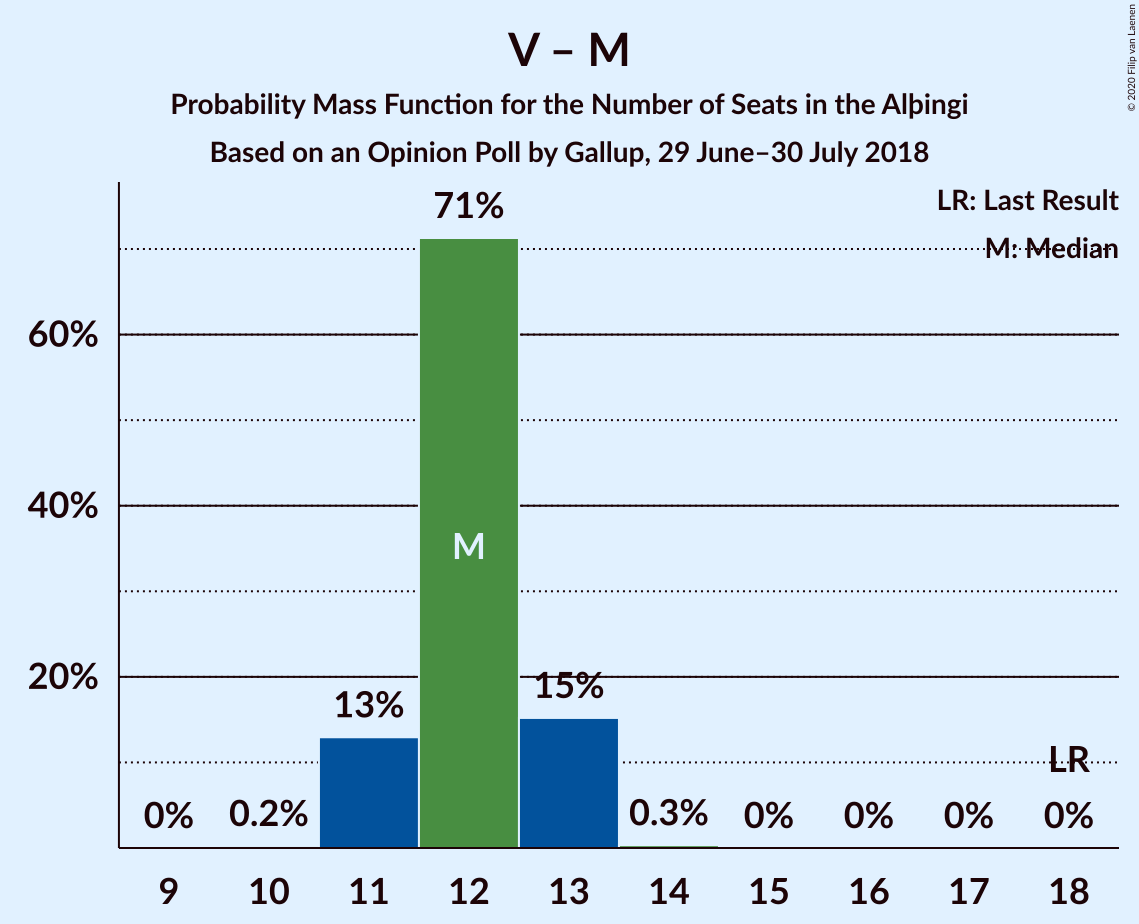 V – M
Probability Mass Function for the Number of Seats in the Alþingi
Based on an Opinion Poll by Gallup, 29 June–30 July 2018
© 2020 Filip van Laenen
LR: Last Result
M: Median
71%
60%
40%
20%
M
13%
15%
LR
0%
0.2%
0.3%
0%
0%
0%
0%
9 10 11 12 13 14 15 16 17 18